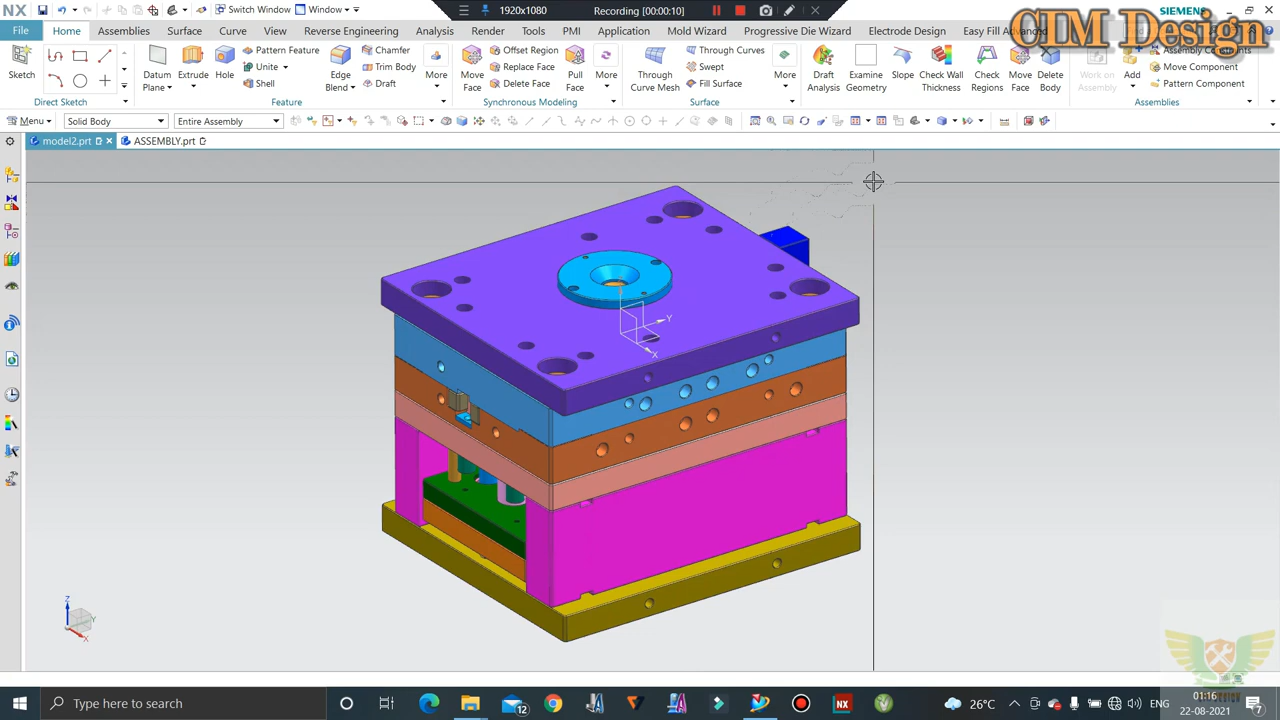 NX
Switch Window
Window
1920x1080
Recording [00:00:10]
SIEMENS
CIM Design
File
Home
Assemblies
Surface
Curve
View
Reverse Engineering
Analysis
Render
Tools
PMI
Application
Mold Wizard
Progressive Die Wizard
Electrode Design
Easy Fill Advanced
Sketch
Datum Plane
Extrude
Hole
Pattern Feature
Unite
Shell
Edge Blend
Chamfer
Trim Body
Draft
More
Move Face
Offset Region
Replace Face
Delete Face
Pull Face
More
Through Curve Mesh
Through Curves
Swept
Fill Surface
More
Draft Analysis
Examine Geometry
Slope
Check Wall Thickness
Check Regions
Move Face
Delete Body
Work on Assembly
Add
Assembly Constraints
Move Component
Pattern Component
Direct Sketch
Feature
Synchronous Modeling
Surface
Assemblies
Menu
Solid Body
Entire Assembly
model2.prt
ASSEMBLY.prt
Y
X
Z
Y
X
Type here to search
12
NX
26°C
ENG
01:16
22-08-2021
7